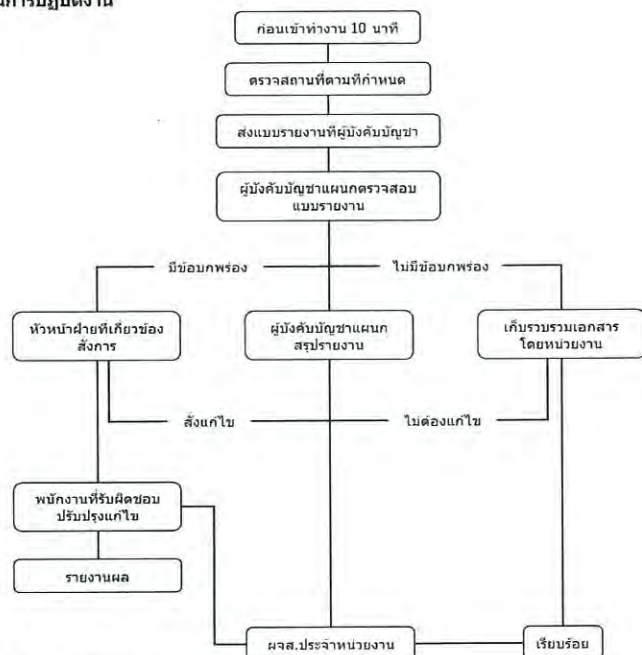 ก่อนเข้าทำงาน 10 นาที
ตรวจสถานที่ตามที่กำหนด
ส่งแบบรายงานที่ผู้บังคับบัญชา
ผู้บังคับบัญชาแผนกตรวจสอบ
แบบรายงาน
มีข้อบกพร่อง
ไม่มีข้อบกพร่อง
หัวหน้าฝ่ายที่เกี่ยวข้อง
สั่งการ
ผู้บังคับบัญชาแผนก
สรุปรายงาน
เก็บรวบรวมเอกสาร
โดยหน่วยงาน
สั่งแก้ไข
ไม่ต้องแก้ไข
พนักงานที่รับผิดชอบ
ปรับปรุงแก้ไข
รายงานผล
ผจส.ประจำหน่วยงาน
เรียบร้อย